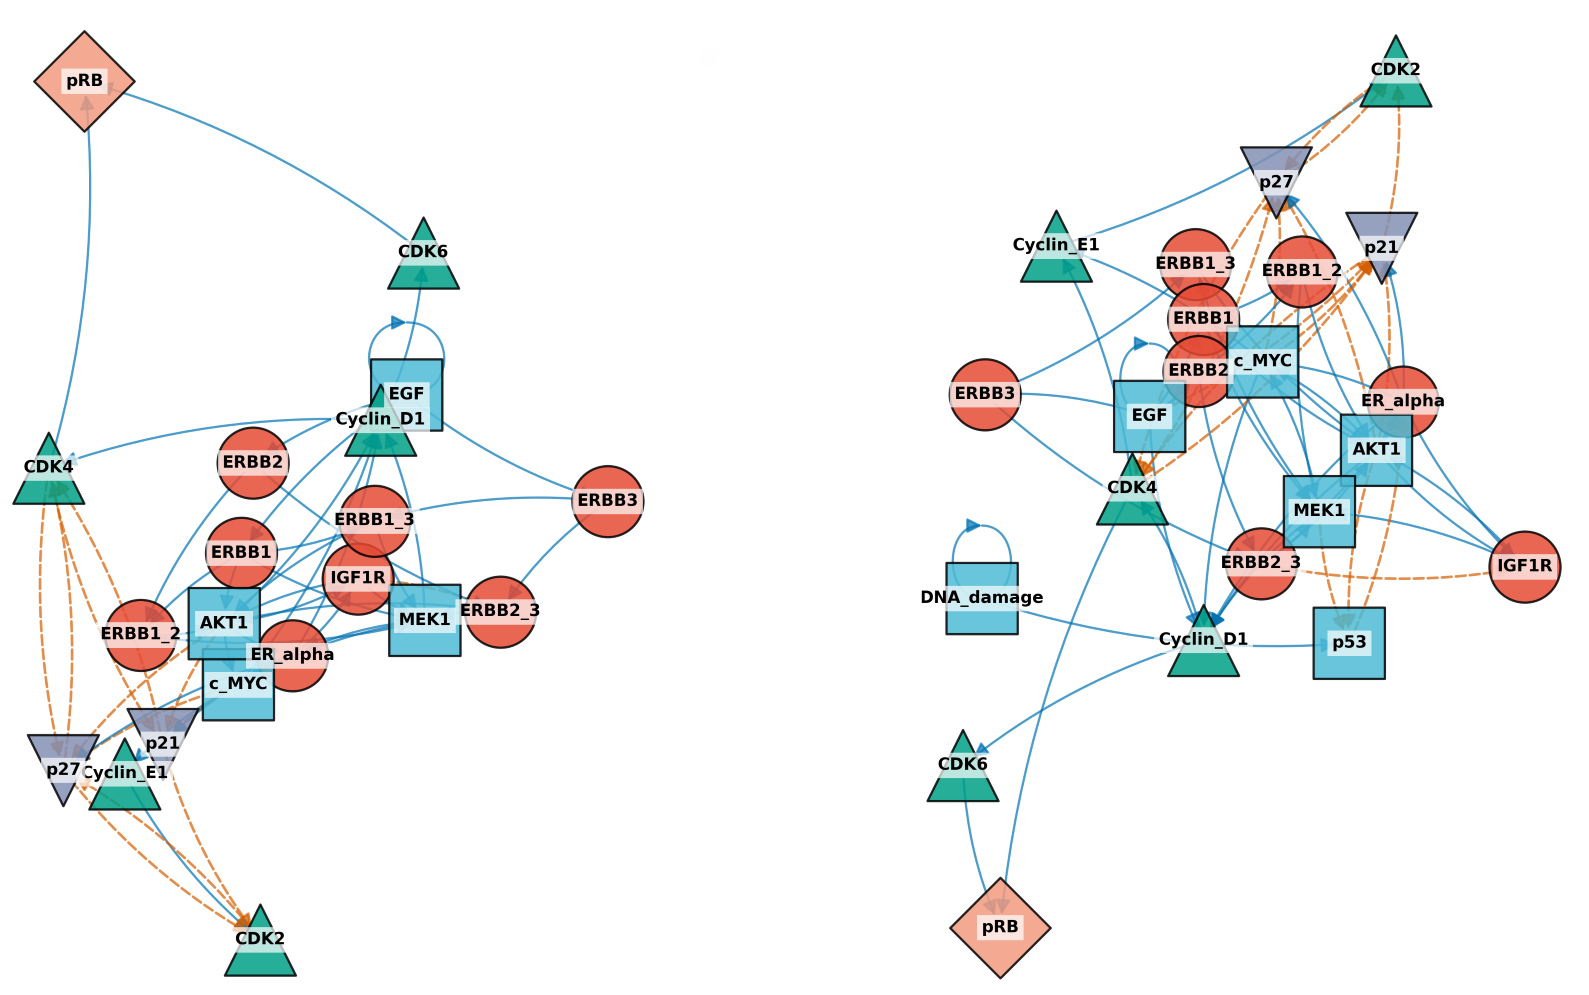 pRB
CDK6
EGF
Cyclin_D1
ERBB2
CDK4
ERBB3
ERBB1_3
ERBB1
IGF1R
ERBB2_3
AKT1
MEK1
ERBB1_2
ER_alpha
c_MYC
p21
p27
Cyclin_E1
CDK2
CDK2
p27
Cyclin_E1
p21
ERBB1_3
ERBB1_2
ERBB1
c_MYC
ERBB2
ERBB3
ER_alpha
EGF
AKT1
CDK4
MEK1
ERBB2_3
IGF1R
DNA_damage
Cyclin_D1
p53
CDK6
pRB